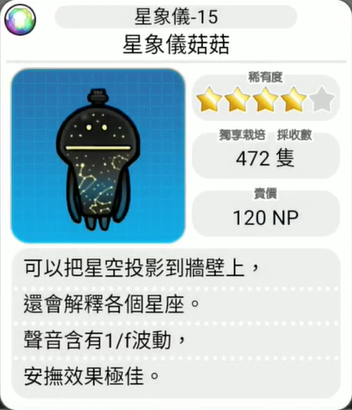 星象儀-15
星象儀菇菇
稀有度
獨享栽培 採收數
472 隻
賣價
120 NP
可以把星空投影到牆壁上，
還會解釋各個星座。
聲音含有1/f波動，
安撫效果極佳。